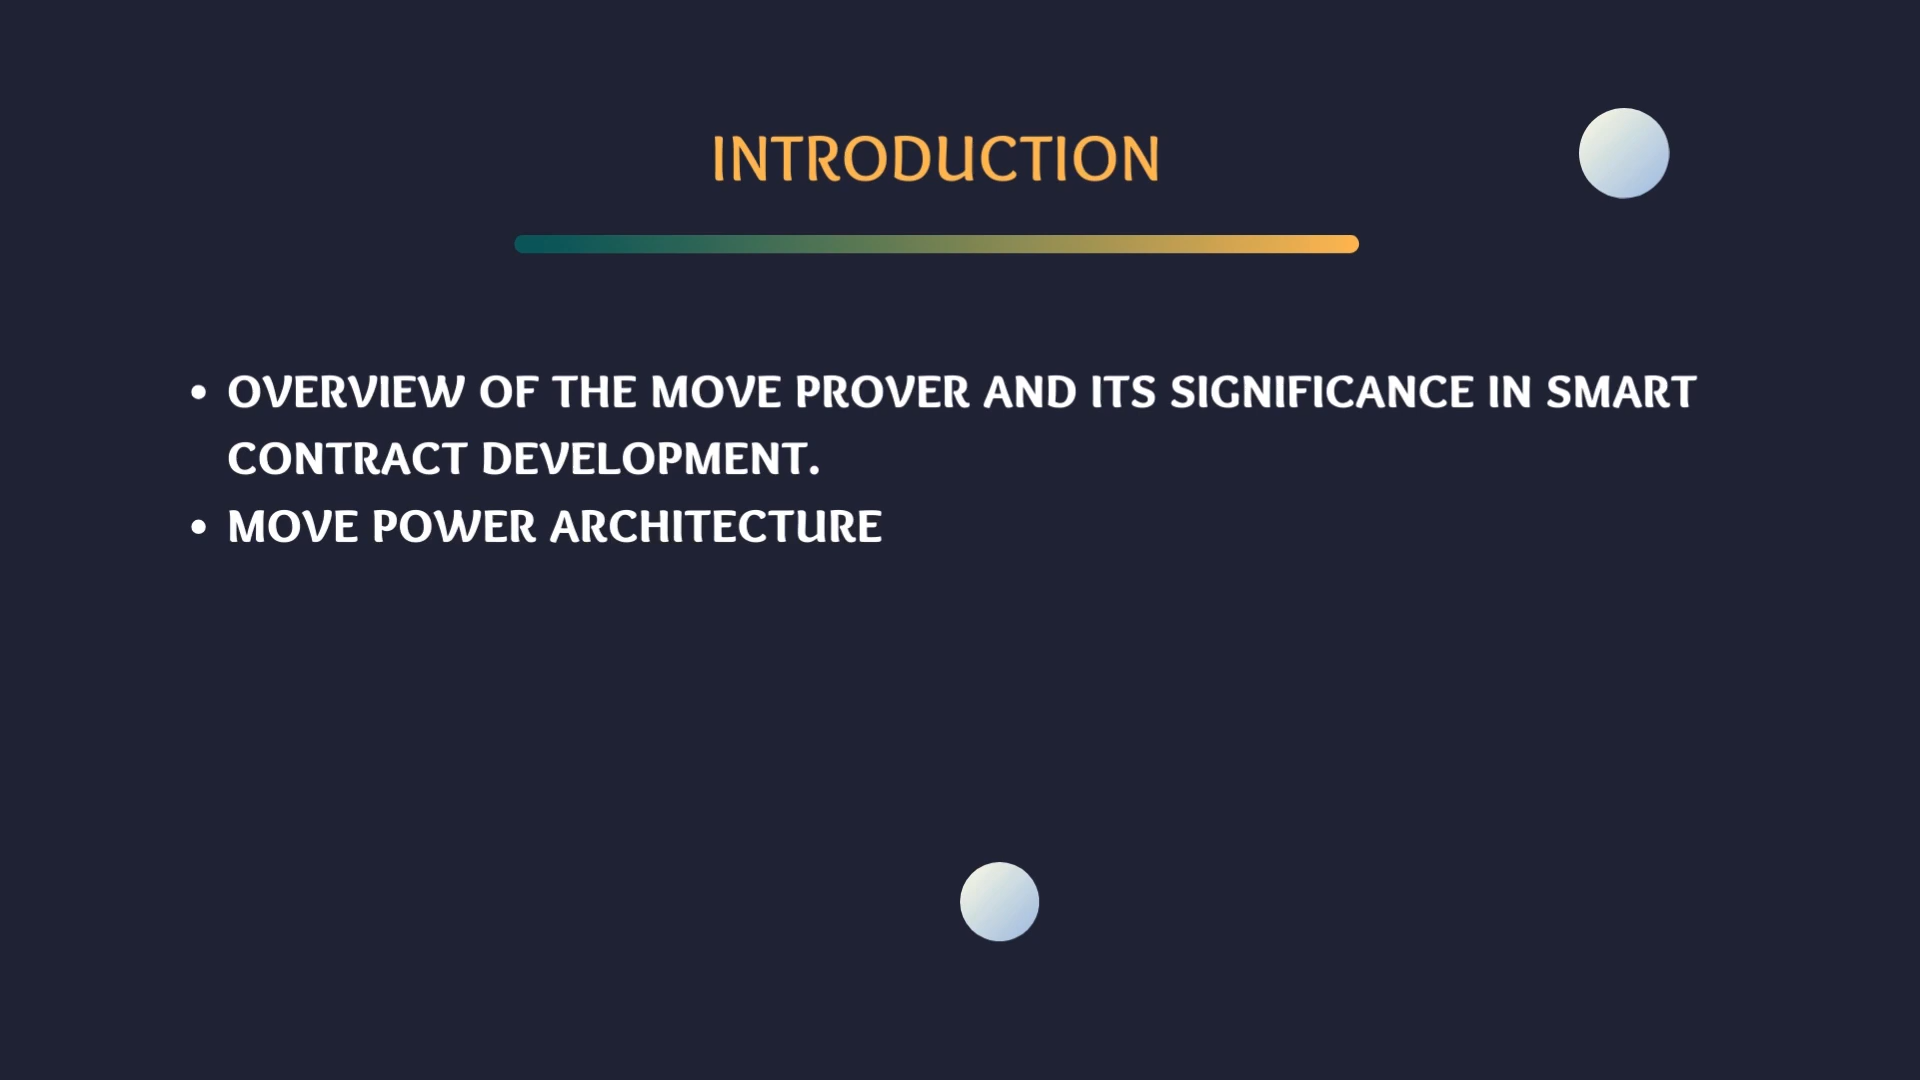 INTRODUCTION
• OVERVIEW OF THE MOVE PROVER AND ITS SIGNIFICANCE IN SMART
CONTRACT DEVELOPMENT.
• MOVE POWER ARCHITECTURE